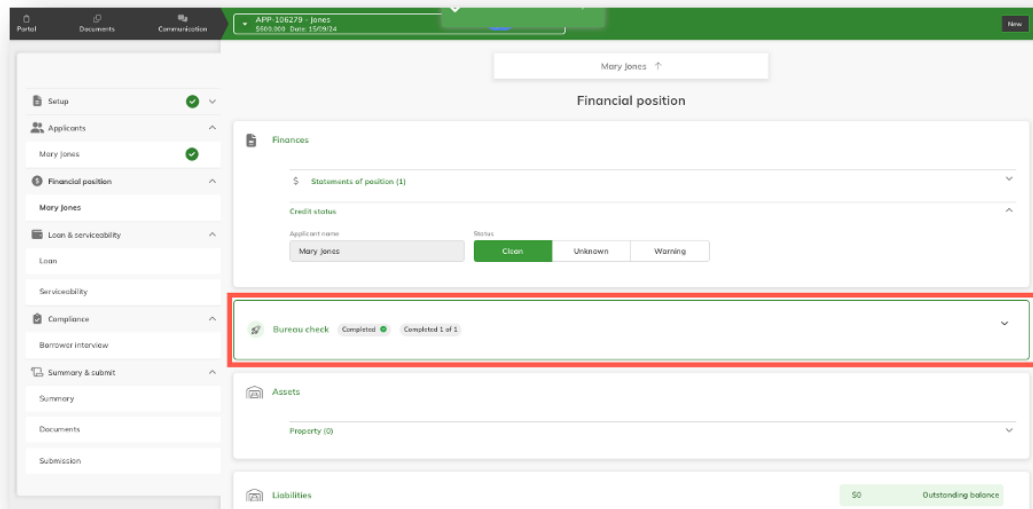 Portal
Documents
Communication
APP-106279 - Jones
$600,000 Date: 15/09/24
New
Mary Jones
Financial position
Setup
Applicants
Mary Jones
Financial position
Mary Jones
Loan & serviceability
Loan
Serviceability
Compliance
Borrower interview
Summary & submit
Summary
Documents
Submission
Finances
$ Statements of position (1)
Credit status
Applicant name
Status
Mary Jones
Clean
Unknown
Warning
Bureau check
Completed
Completed 1 of 1
Assets
Property (0)
Liabilities
$0
Outstanding balance